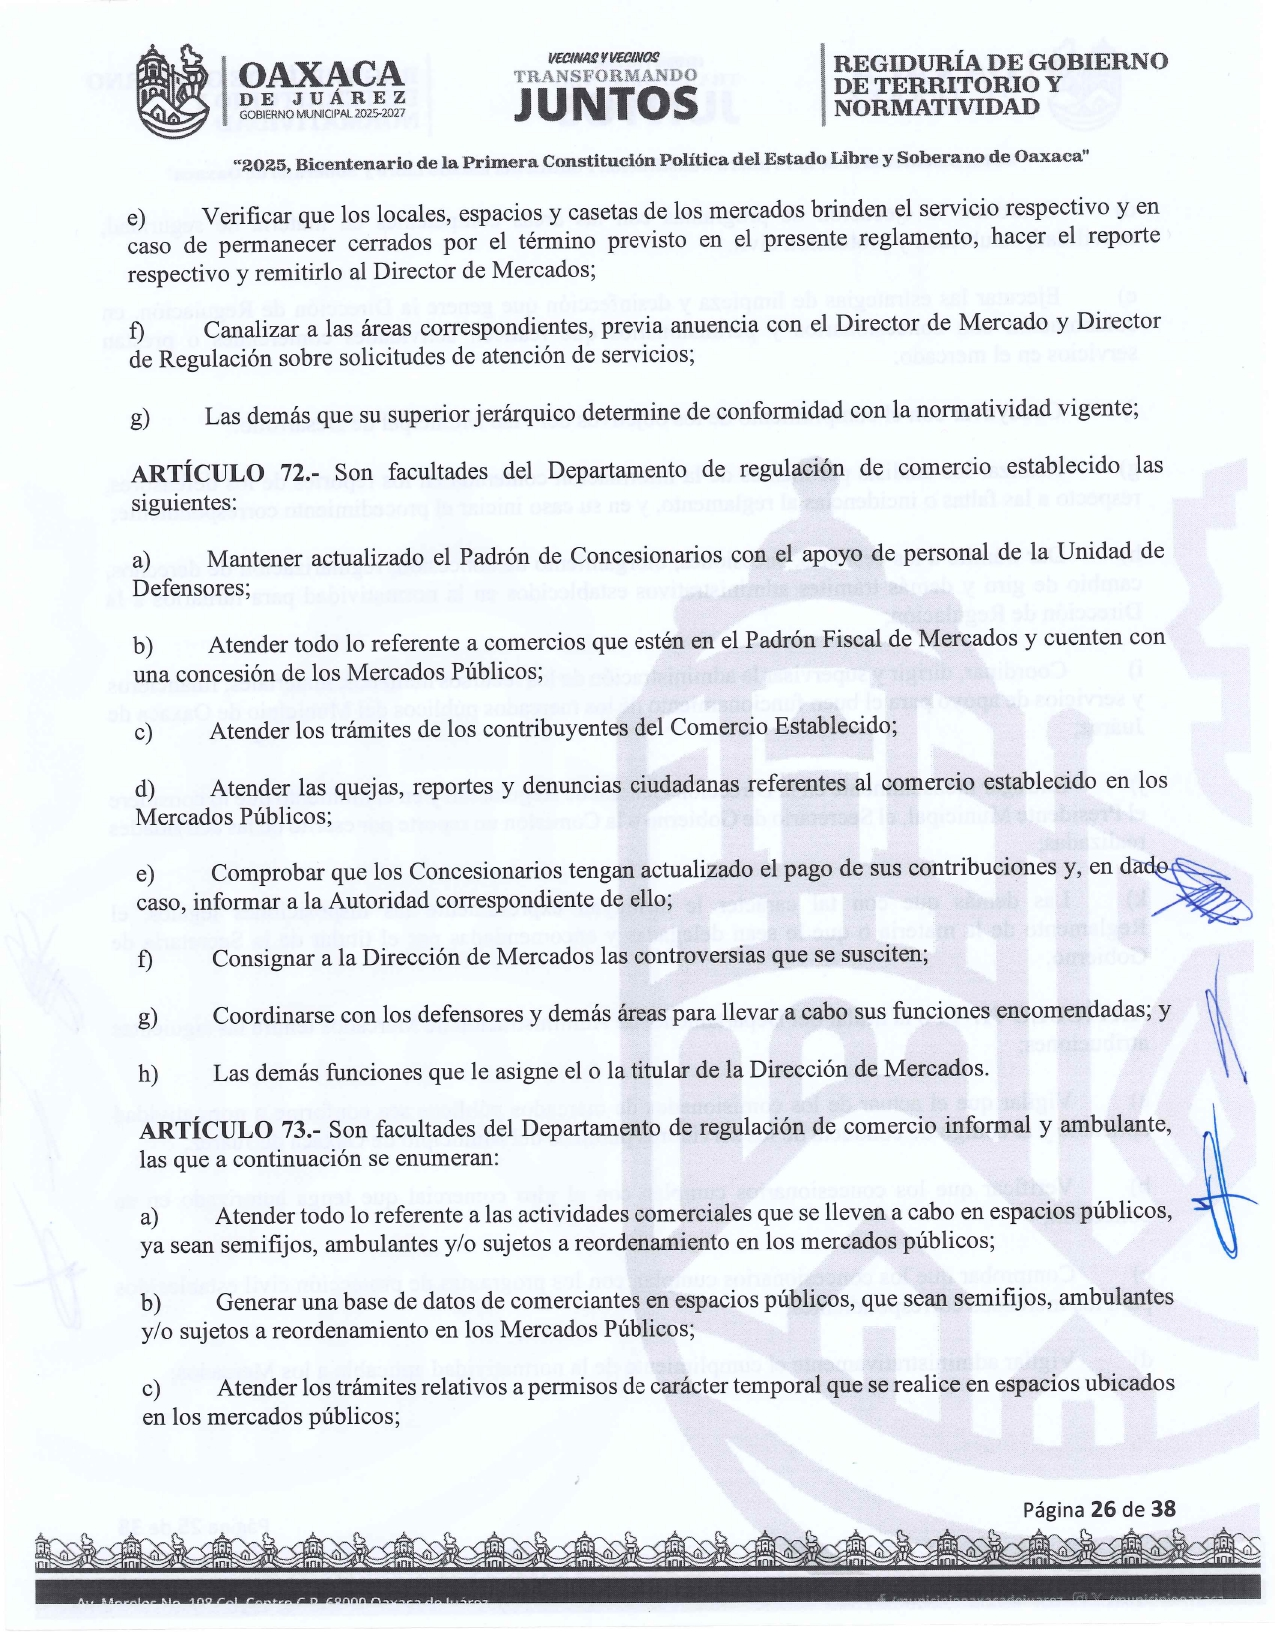 OAXACA
DE JUÁREZ
GOBIERNO MUNICIPAL 2025-2027
VECINAS Y VECINOS
TRANSFORMANDO
JUNTOS
REGIDURÍA DE GOBIERNO
DE TERRITORIO Y
NORMATIVIDAD
"2025, Bicentenario de la Primera Constitución Política del Estado Libre y Soberano de Oaxaca"
e) Verificar que los locales, espacios y casetas de los mercados brinden el servicio respectivo y en
caso de permanecer cerrados por el término previsto en el presente reglamento, hacer el reporte
respectivo y remitirlo al Director de Mercados;
f) Canalizar a las áreas correspondientes, previa anuencia con el Director de Mercado y Director
de Regulación sobre solicitudes de atención de servicios;
g) Las demás que su superior jerárquico determine de conformidad con la normatividad vigente;
ARTÍCULO 72.- Son facultades del Departamento de regulación de comercio establecido las
siguientes:
a) Mantener actualizado el Padrón de Concesionarios con el apoyo de personal de la Unidad de
Defensores;
b) Atender todo lo referente a comercios que estén en el Padrón Fiscal de Mercados y cuenten con
una concesión de los Mercados Públicos;
c) Atender los trámites de los contribuyentes del Comercio Establecido;
d) Atender las quejas, reportes y denuncias ciudadanas referentes al comercio establecido en los
Mercados Públicos;
e) Comprobar que los Concesionarios tengan actualizado el pago de sus contribuciones y, en dado
caso, informar a la Autoridad correspondiente de ello;
f) Consignar a la Dirección de Mercados las controversias que se susciten;
g) Coordinarse con los defensores y demás áreas para llevar a cabo sus funciones encomendadas; y
h) Las demás funciones que le asigne el o la titular de la Dirección de Mercados.
ARTÍCULO 73.- Son facultades del Departamento de regulación de comercio informal y ambulante,
las que a continuación se enumeran:
a) Atender todo lo referente a las actividades comerciales que se lleven a cabo en espacios públicos,
ya sean semifijos, ambulantes y/o sujetos a reordenamiento en los mercados públicos;
b) Generar una base de datos de comerciantes en espacios públicos, que sean semifijos, ambulantes
y/o sujetos a reordenamiento en los Mercados Públicos;
c) Atender los trámites relativos a permisos de carácter temporal que se realice en espacios ubicados
en los mercados públicos;
Página 26 de 38
Av. Morelos No. 108 Col. Centro C.P. 68000 Oaxaca de Juárez